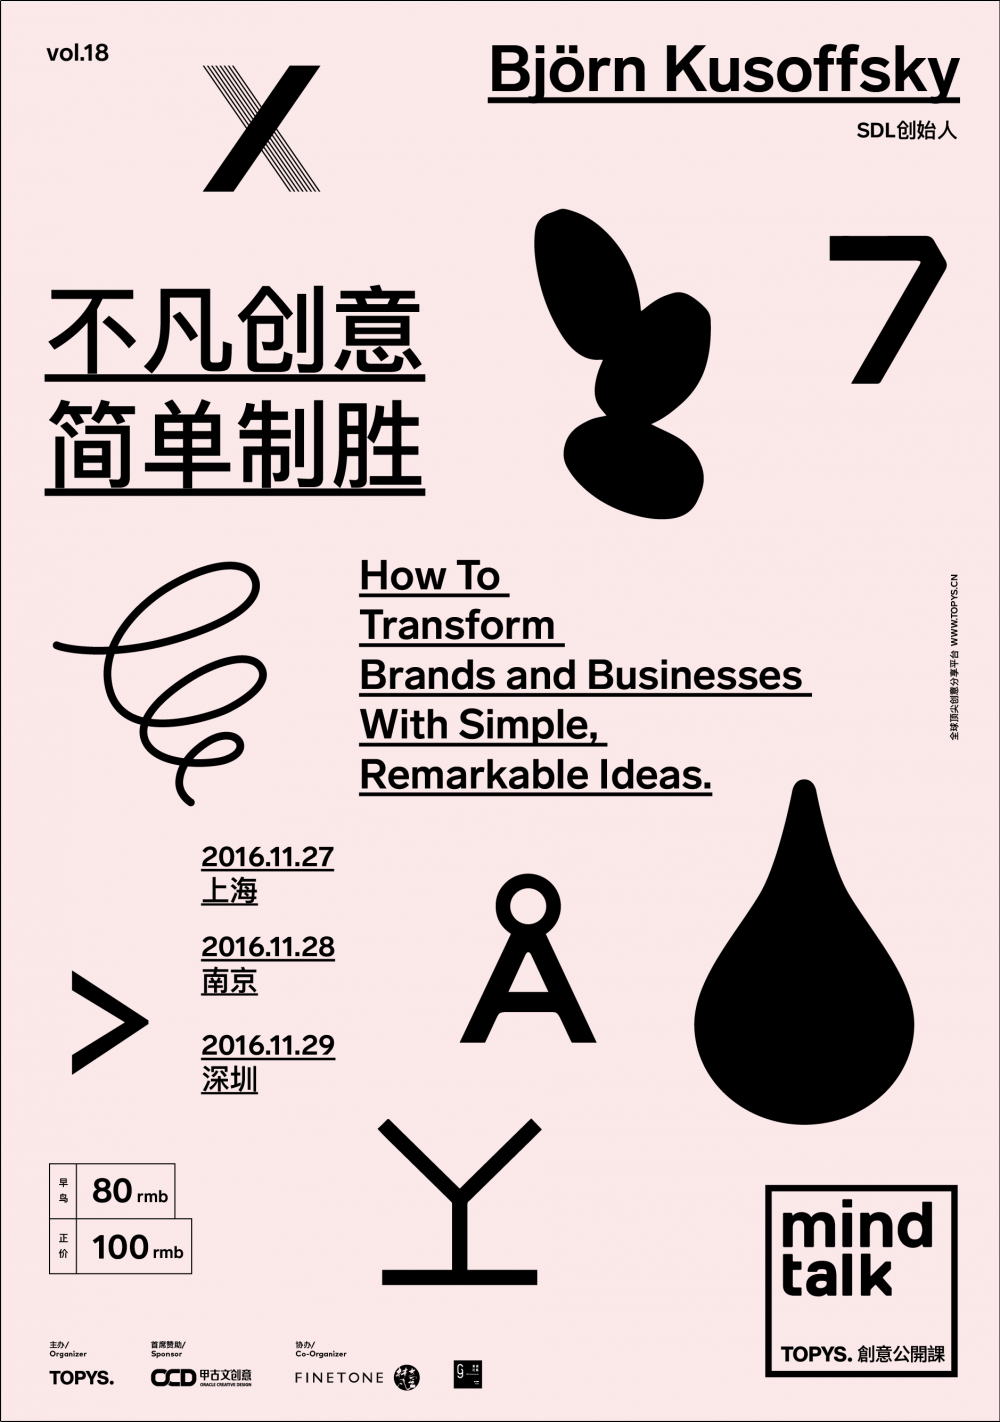 vol.18
X
Björn Kusoffsky
SDL创始人
7
不凡创意
简单制胜
How To
Transform
Brands and Businesses
With Simple,
Remarkable Ideas.
全球顶尖创意分享平台 WWW.TOPYS.CN
2016.11.27
上海
2016.11.28
南京
2016.11.29
深圳
>
Å
Y
早鸟 80 rmb
正价 100 rmb
mind
talk
TOPYS. 創意公開課
主办/
Organizer
TOPYS.
首席赞助/
Sponsor
OCD 甲古文创意
ORACLE CREATIVE DESIGN
协办/
Co-Organizer
FINETONE